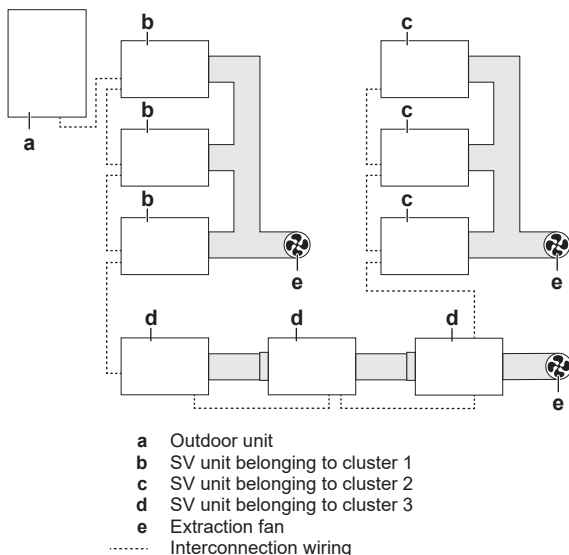 b
c
a
b
c
b
c
e
e
d
d
d
e
a Outdoor unit
b SV unit belonging to cluster 1
c SV unit belonging to cluster 2
d SV unit belonging to cluster 3
e Extraction fan
Interconnection wiring